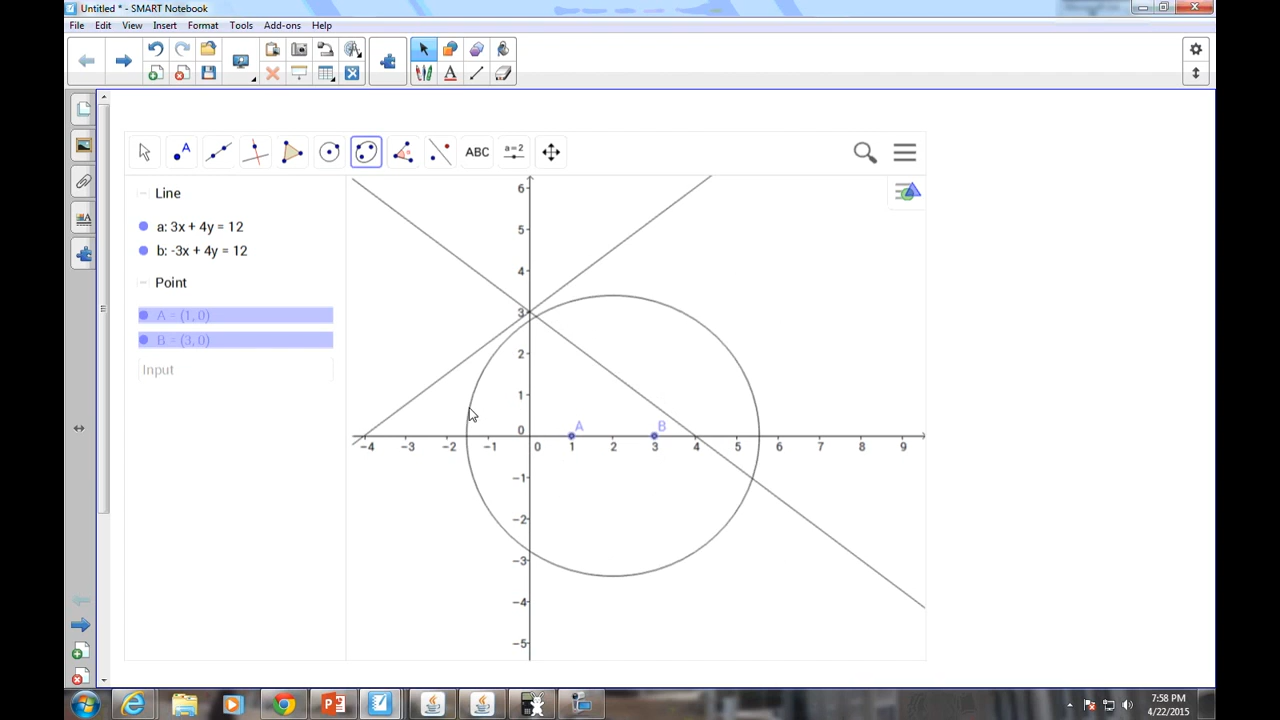 Untitled * - SMART Notebook
File Edit View Insert Format Tools Add-ons Help
A
ABC
a=2
Line
a: 3x + 4y = 12
b: -3x + 4y = 12
Point
A = (1, 0)
B = (3, 0)
Input
6
5
4
3
2
1
0
A B
-4 -3 -2 -1 0 1 2 3 4 5 6 7 8 9
-1
-2
-3
-4
-5
7:58 PM
4/22/2015